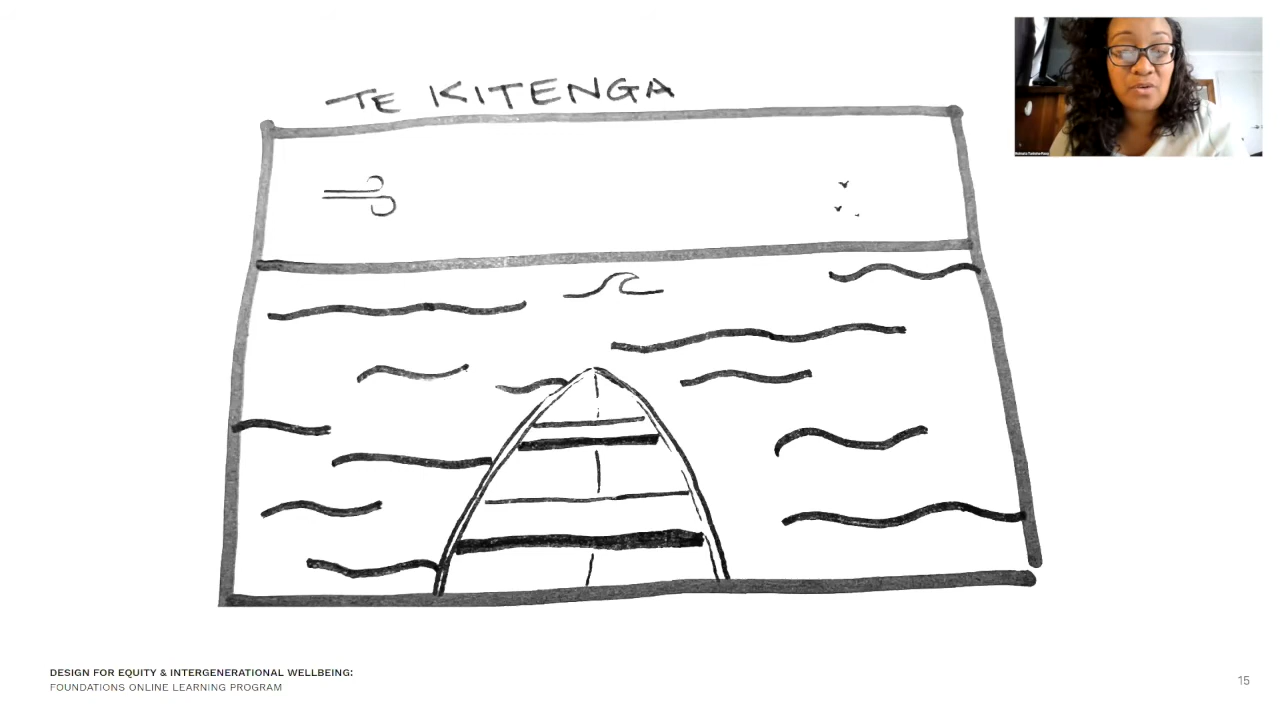 TE KITENGA
DESIGN FOR EQUITY & INTERGENERATIONAL WELLBEING:
FOUNDATIONS ONLINE LEARNING PROGRAM
15